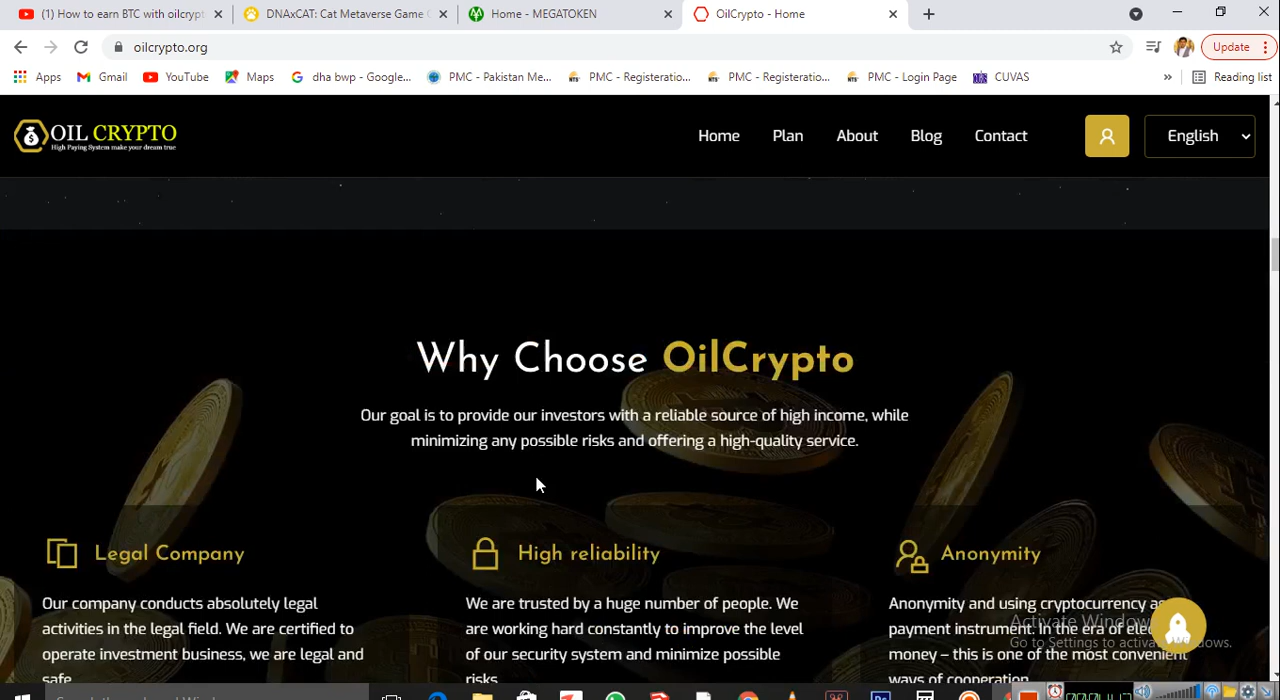 (1) How to earn BTC with oilcrypt
DNAxCAT: Cat Metaverse Game
Home - MEGATOKEN
OilCrypto - Home
oilcrypto.org
Update
Apps
Gmail
YouTube
Maps
dha bwp - Google...
PMC - Pakistan Me...
PMC - Registeratio...
PMC - Registeratio...
PMC - Login Page
CUVAS
»
Reading list
OIL CRYPTO
High Paying System make your dream true
Home
Plan
About
Blog
Contact
English
Why Choose OilCrypto
Our goal is to provide our investors with a reliable source of high income, while
minimizing any possible risks and offering a high-quality service.
Legal Company
Our company conducts absolutely legal
activities in the legal field. We are certified to
operate investment business, we are legal and
safe
High reliability
We are trusted by a huge number of people. We
are working hard constantly to improve the level
of our security system and minimize possible
risks.
Anonymity
Anonymity and using cryptocurrency as
payment instrument. In the era of elec
money – this is one of the most convenient
ways of cooperation
Activate Windows
Go to Settings to activate Windows.